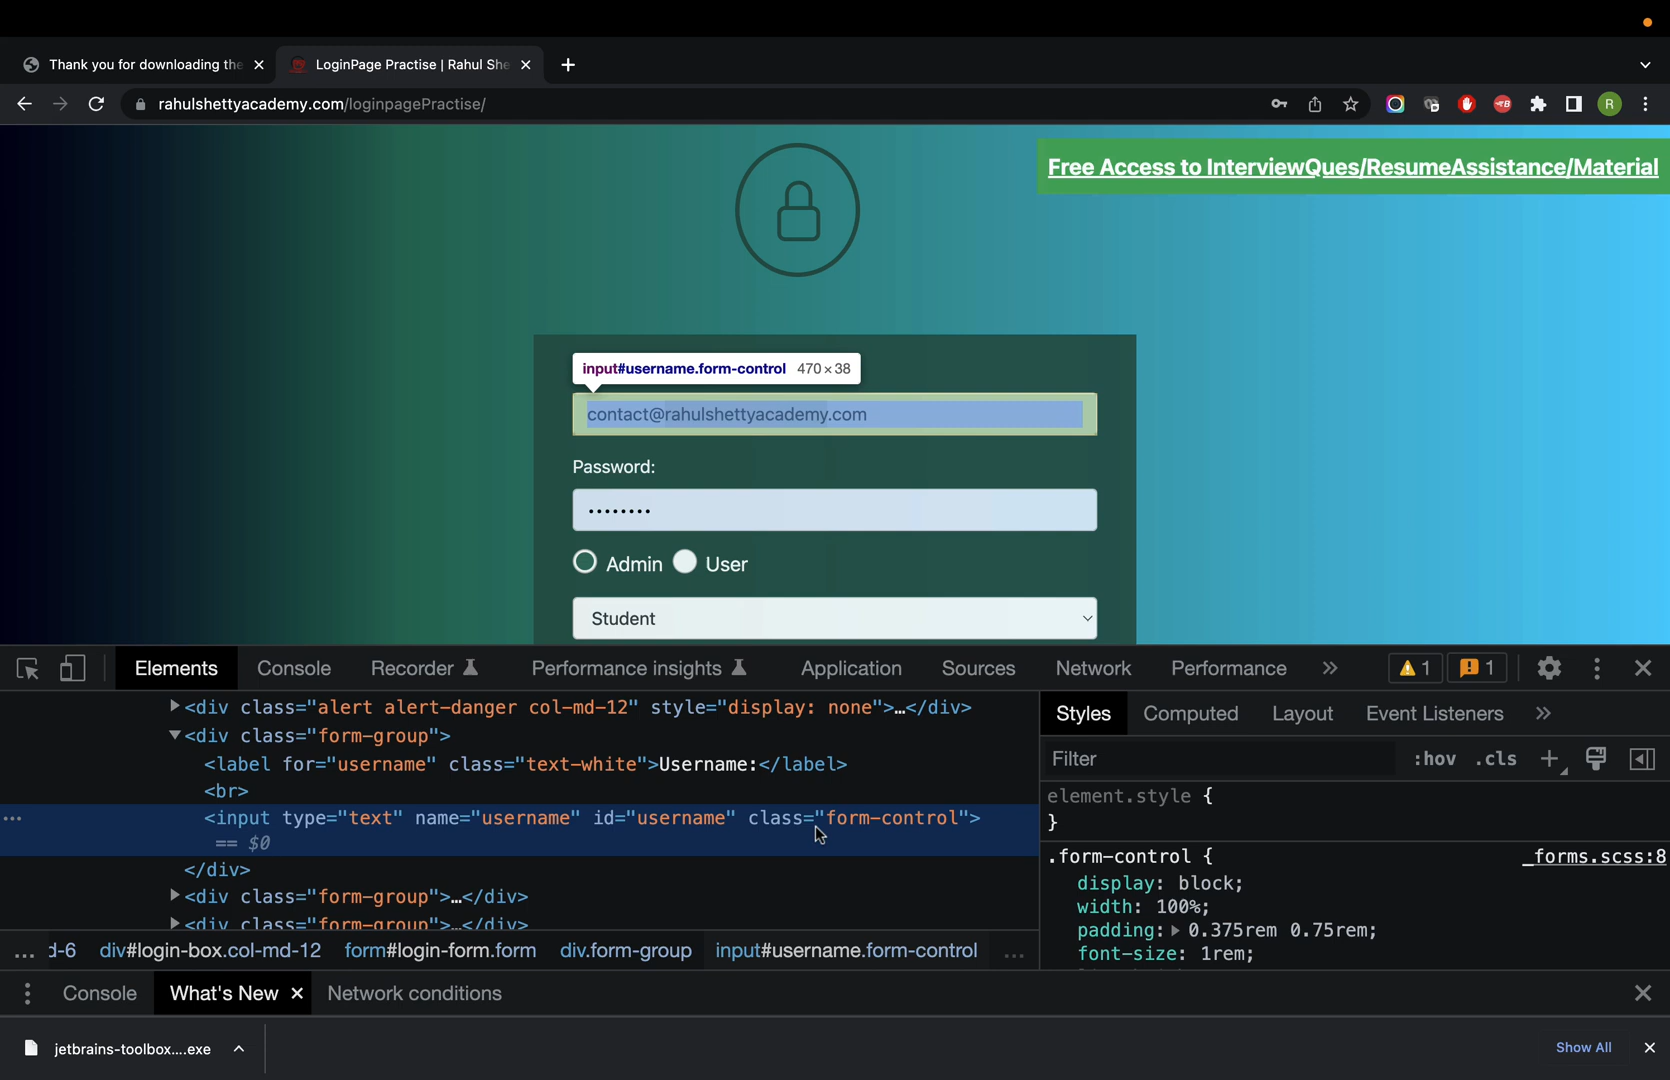 Thank you for downloading the
LoginPage Practise | Rahul She
rahulshettyacademy.com/loginpagePractise/
R
Free Access to InterviewQues/ResumeAssistance/Material
input#username.form-control 470 × 38
contact@rahulshettyacademy.com
Password:
Admin User
Student
Elements Console Recorder Performance insights Application Sources Network Performance » 1 1
<div class="alert alert-danger col-md-12" style="display: none">…</div>
<div class="form-group">
<label for="username" class="text-white">Username:</label>
<br>
<input type="text" name="username" id="username" class="form-control">
== $0
</div>
<div class="form-group">…</div>
<div class="form-group">…</div>
... d-6 div#login-box.col-md-12 form#login-form.form div.form-group input#username.form-control ...
Styles Computed Layout Event Listeners »
Filter :hov .cls
element.style {
}
.form-control { _forms.scss:8
display: block;
width: 100%;
padding: 0.375rem 0.75rem;
font-size: 1rem;
Console What's New Network conditions
jetbrains-toolbox....exe Show All